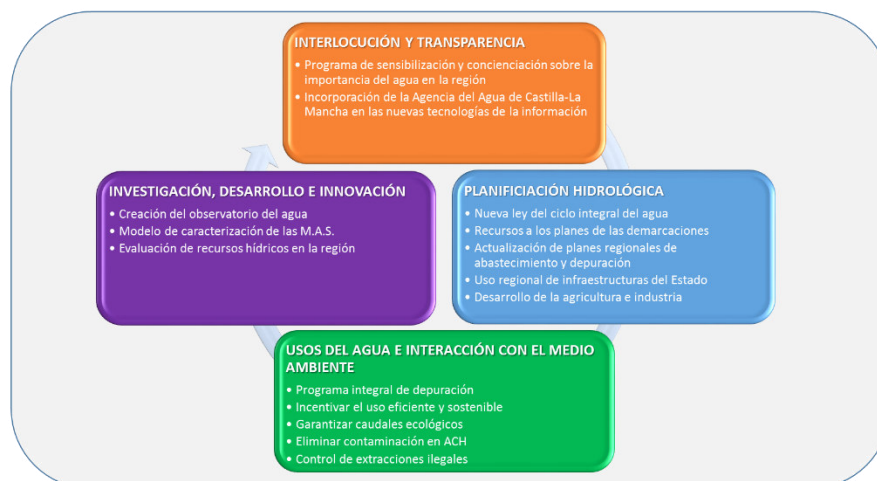 INTERLOCUCIÓN Y TRANSPARENCIA
• Programa de sensibilización y concienciación sobre la
importancia del agua en la región
• Incorporación de la Agencia del Agua de Castilla-La
Mancha en las nuevas tecnologías de la información
INVESTIGACIÓN, DESARROLLO E INNOVACIÓN
• Creación del observatorio del agua
• Modelo de caracterización de las M.A.S.
• Evaluación de recursos hídricos en la región
PLANIFICIACIÓN HIDROLÓGICA
• Nueva ley del ciclo integral del agua
• Recursos a los planes de las demarcaciones
• Actualización de planes regionales de
abastecimiento y depuración
• Uso regional de infraestructuras del Estado
• Desarrollo de la agricultura e industria
USOS DEL AGUA E INTERACCIÓN CON EL MEDIO
AMBIENTE
• Programa integral de depuración
• Incentivar el uso eficiente y sostenible
• Garantizar caudales ecológicos
• Eliminar contaminación en ACH
• Control de extracciones ilegales